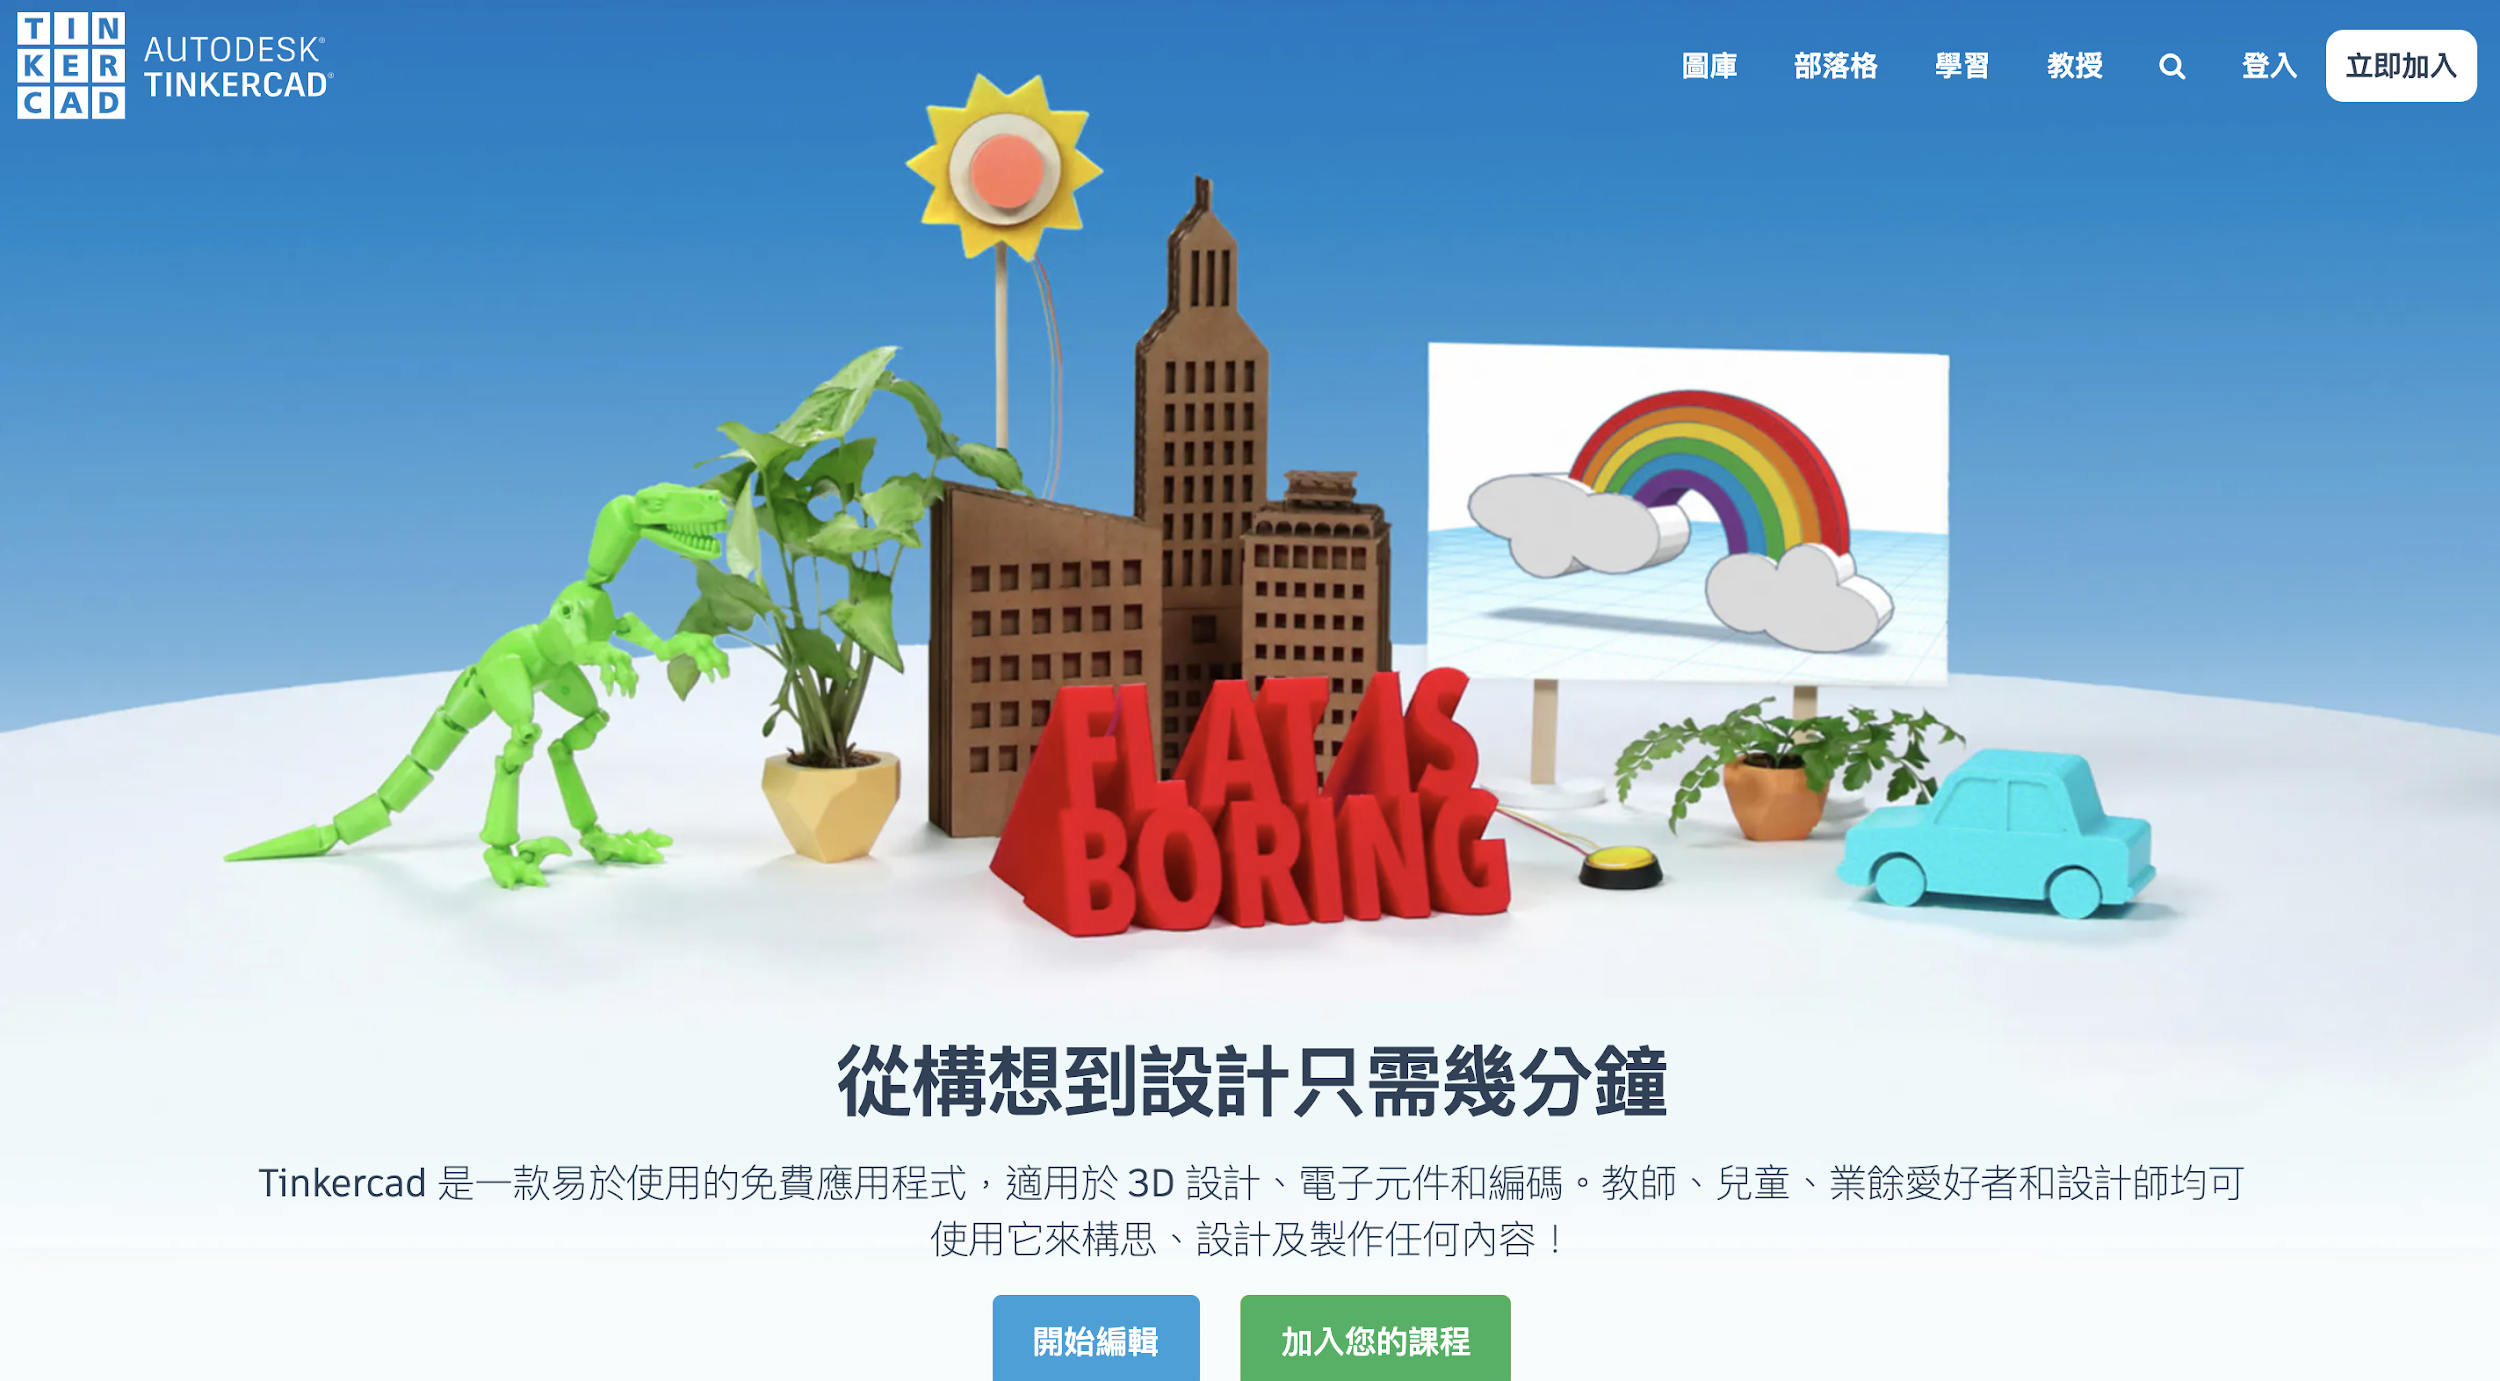 TIN
KER
CAD
AUTODESK®
TINKERCAD®
圖庫 部落格 學習 教授 登入 立即加入
FLAT IS
BORING
從構想到設計只需幾分鐘
Tinkercad 是一款易於使用的免費應用程式，適用於 3D 設計、電子元件和編碼。教師、兒童、業餘愛好者和設計師均可
使用它來構思、設計及製作任何內容！
開始編輯 加入您的課程